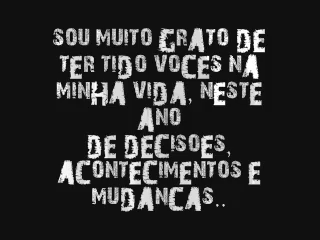 SOU MUITO GRATO DE
TER TIDO VOCES NA
MINHA VIDA, NESTE
ANO
DE DECISOES,
ACONTECIMENTOS E
MUDANCAS..